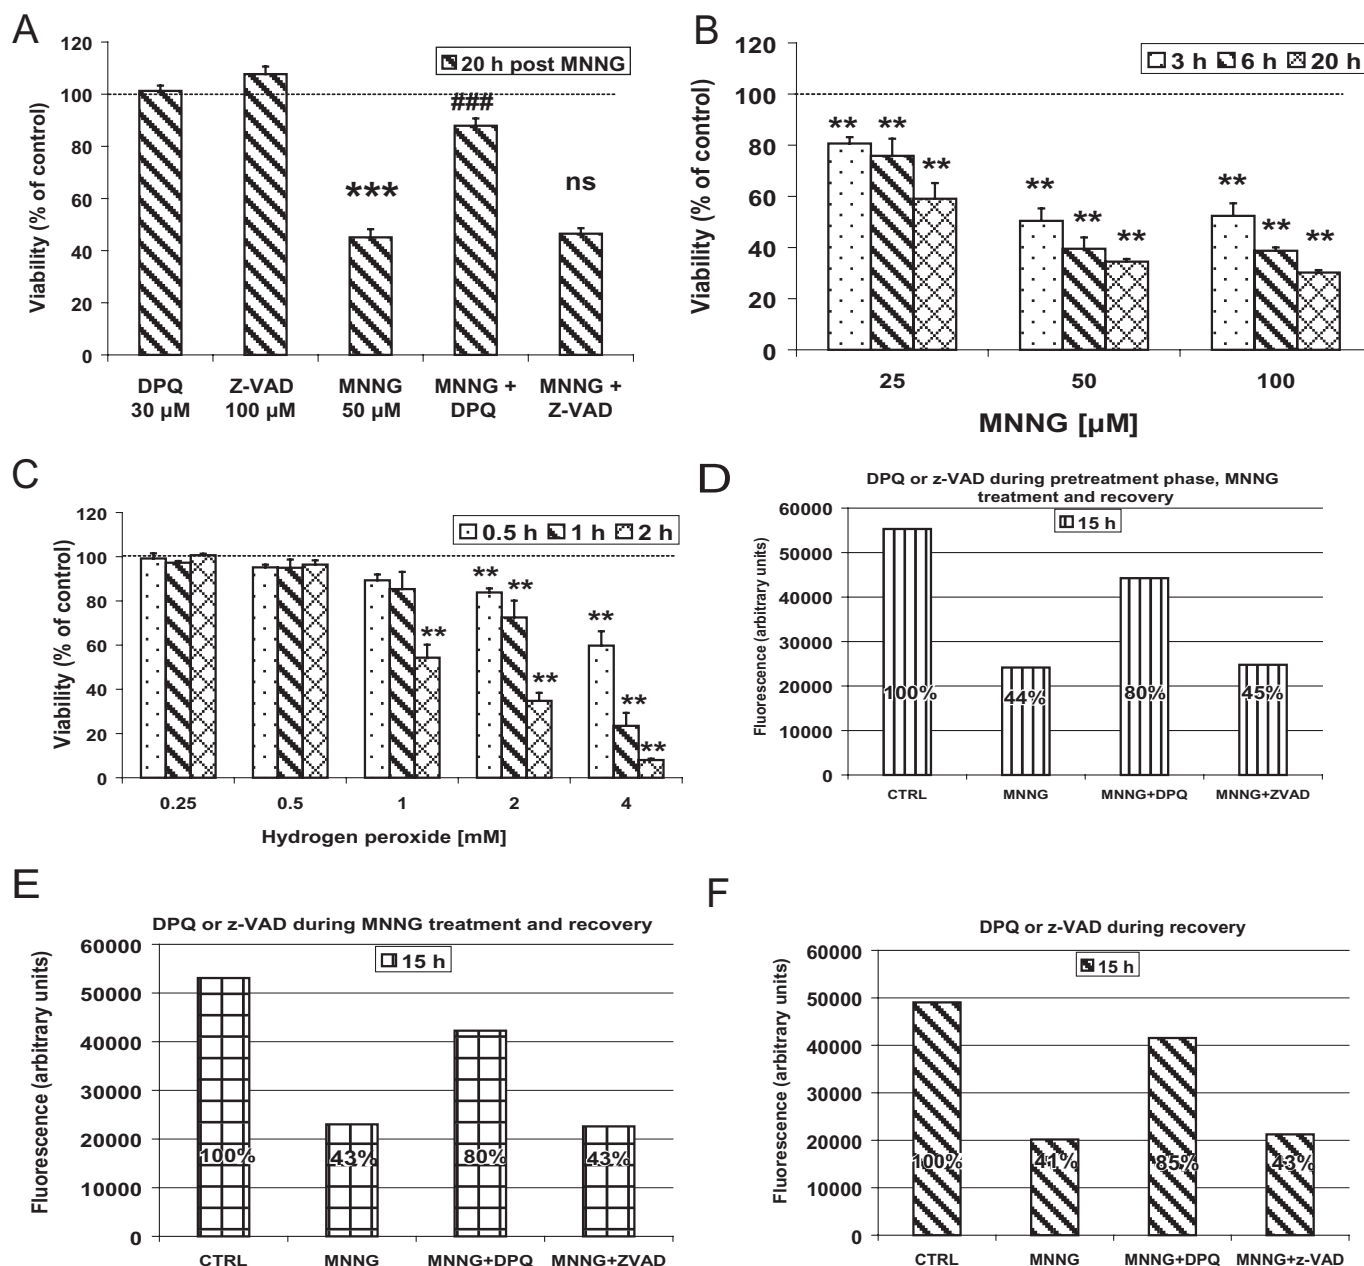 A
120
100
80
60
40
20
0
Viability (% of control)
20 h post MNNG
***
###
ns
DPQ
30 µM
Z-VAD
100 µM
MNNG
50 µM
MNNG +
DPQ
MNNG +
Z-VAD
B
120
100
80
60
40
20
0
Viability (% of control)
3 h 6 h 20 h
** ** **
** ** **
** ** **
25 50 100
MNNG [µM]
C
120
100
80
60
40
20
0
Viability (% of control)
0.5 h 1 h 2 h
**
** ** **
** ** **
0.25 0.5 1 2 4
Hydrogen peroxide [mM]
D
DPQ or z-VAD during pretreatment phase, MNNG
treatment and recovery
60000
50000
40000
30000
20000
10000
0
Fluorescence (arbitrary units)
15 h
100% 44% 80% 45%
CTRL MNNG MNNG+DPQ MNNG+ZVAD
E
DPQ or z-VAD during MNNG treatment and recovery
60000
50000
40000
30000
20000
10000
0
Fluorescence (arbitrary units)
15 h
100% 43% 80% 43%
CTRL MNNG MNNG+DPQ MNNG+ZVAD
F
DPQ or z-VAD during recovery
60000
50000
40000
30000
20000
10000
0
Fluorescence (arbitrary units)
15 h
100% 41% 85% 43%
CTRL MNNG MNNG+DPQ MNNG+z-VAD